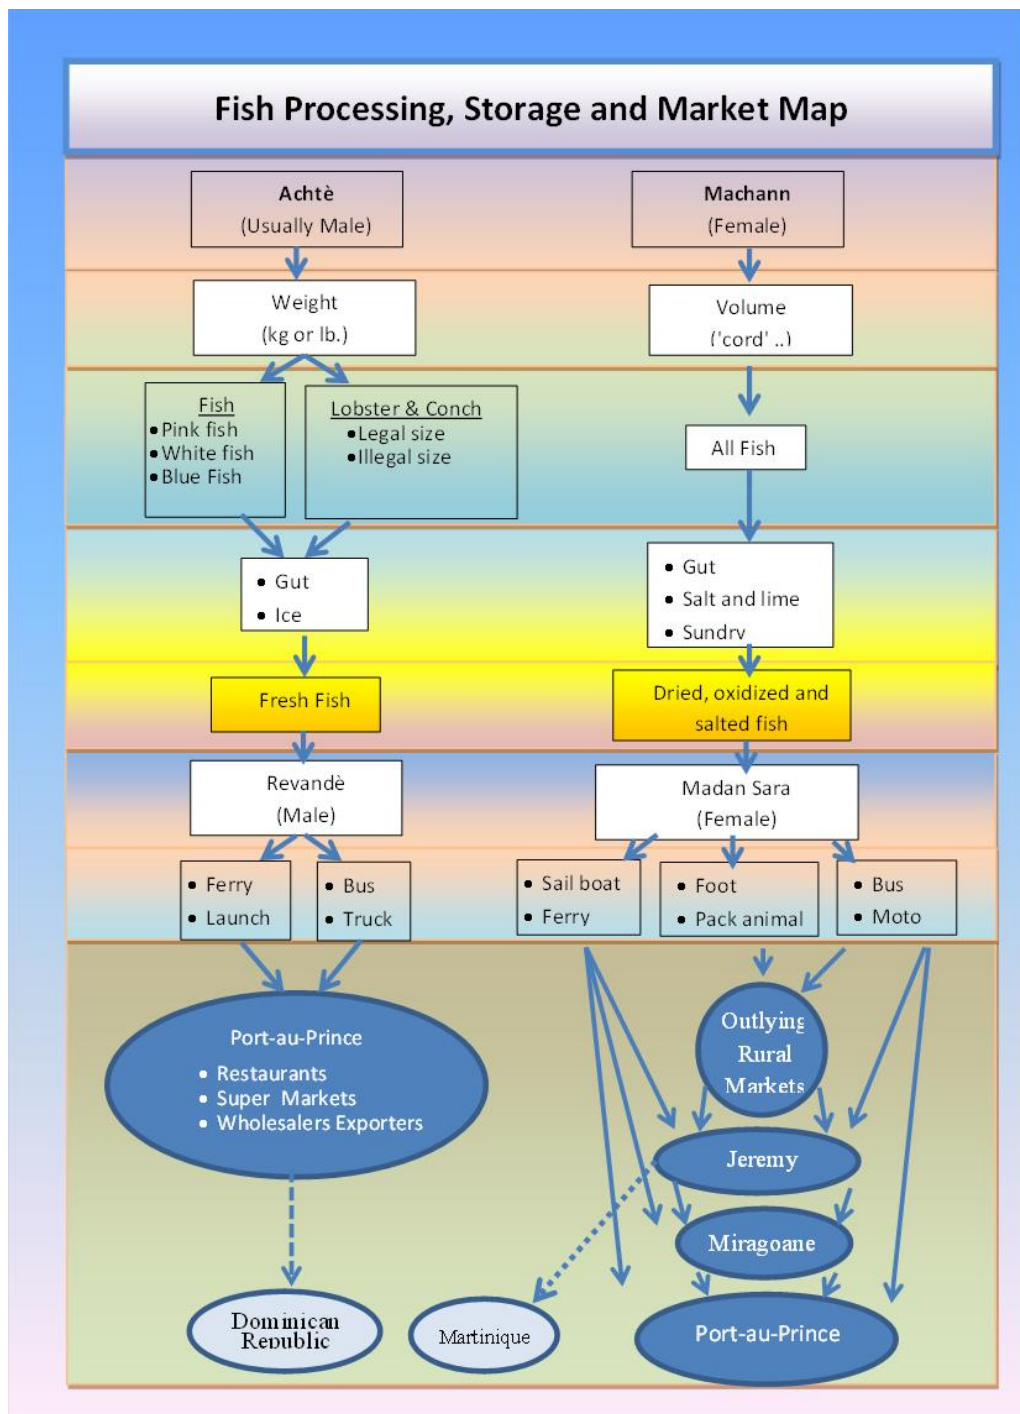 Fish Processing, Storage and Market Map
Achtè
(Usually Male)
Machann
(Female)
Weight
(kg or lb.)
Volume
('cord' ..)
Fish
• Pink fish
• White fish
• Blue Fish
Lobster & Conch
• Legal size
• Illegal size
All Fish
• Gut
• Ice
• Gut
• Salt and lime
• Sundry
Fresh Fish
Dried, oxidized and
salted fish
Revandè
(Male)
Madan Sara
(Female)
• Ferry
• Launch
• Bus
• Truck
• Sail boat
• Ferry
• Foot
• Pack animal
• Bus
• Moto
Port-au-Prince
• Restaurants
• Super Markets
• Wholesalers Exporters
Outlying
Rural
Markets
Jeremy
Miragoane
Dominican
Republic
Martinique
Port-au-Prince